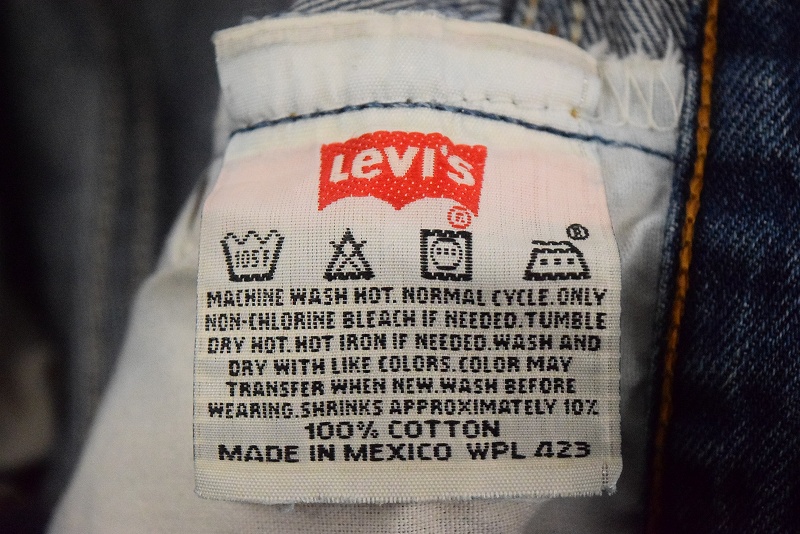 LEVI'S
®
105F
®
MACHINE WASH HOT. NORMAL CYCLE. ONLY
NON-CHLORINE BLEACH IF NEEDED. TUMBLE
DRY HOT. HOT IRON IF NEEDED. WASH AND
DRY WITH LIKE COLORS. COLOR MAY
TRANSFER WHEN NEW. WASH BEFORE
WEARING. SHRINKS APPROXIMATELY 10%
100% COTTON
MADE IN MEXICO WPL 423